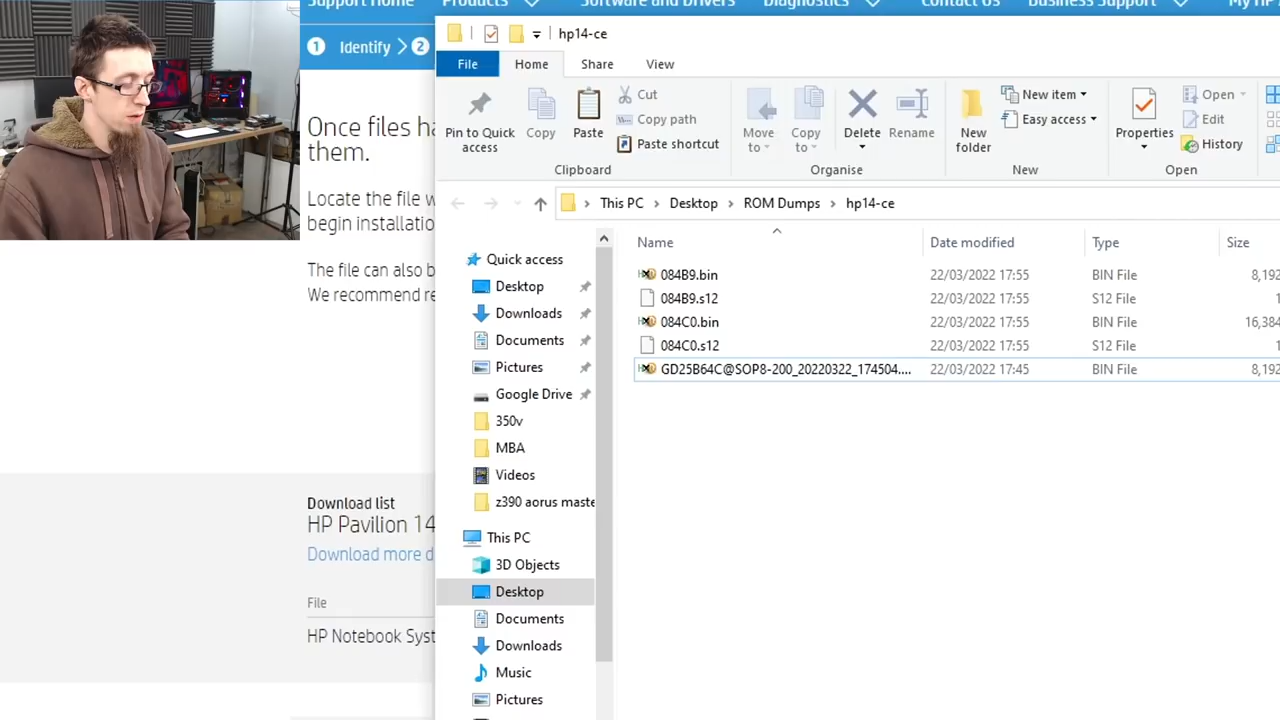 Support Home Products Software and Drivers Diagnostics Contact Us Business Support My HP
1 Identify 2
Once files ha
them.
Locate the file w
begin installatio
The file can also b
We recommend re
Download list
HP Pavilion 14
Download more d
File
HP Notebook Syst
hp14-ce
File Home Share View
Pin to Quick
access
Copy
Paste
Cut
Copy path
Paste shortcut
Clipboard
Move
to
Copy
to
Delete
Rename
Organise
New
folder
New item
Easy access
New
Properties
Open
Edit
History
Open
This PC > Desktop > ROM Dumps > hp14-ce
Name Date modified Type Size
084B9.bin 22/03/2022 17:55 BIN File 8,192
084B9.s12 22/03/2022 17:55 S12 File 1
084C0.bin 22/03/2022 17:55 BIN File 16,384
084C0.s12 22/03/2022 17:55 S12 File 1
GD25B64C@SOP8-200_20220322_174504.... 22/03/2022 17:45 BIN File 8,192
Quick access
Desktop
Downloads
Documents
Pictures
Google Drive
350v
MBA
Videos
z390 aorus maste
This PC
3D Objects
Desktop
Documents
Downloads
Music
Pictures